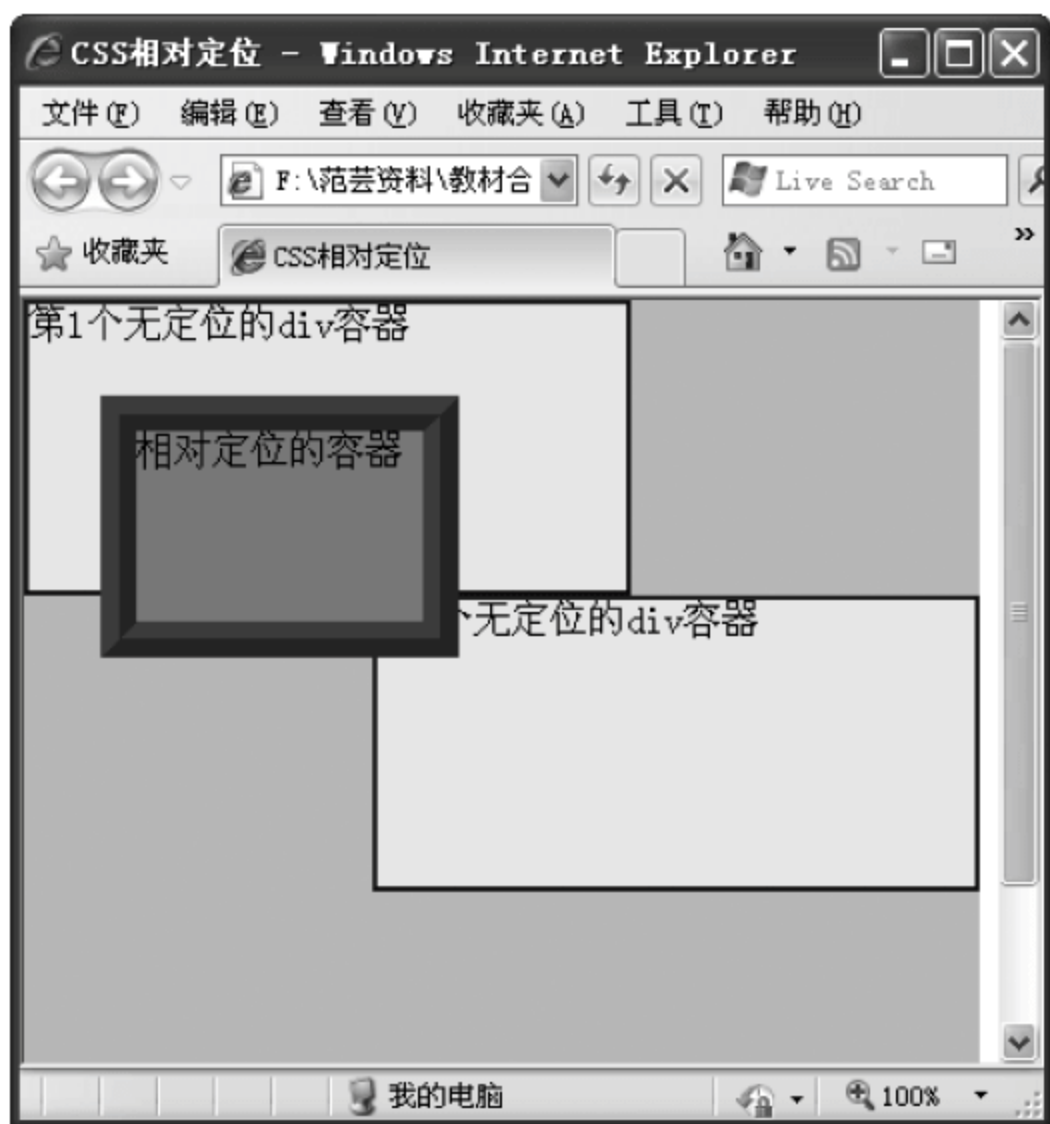 CSS相对定位 - Windows Internet Explorer
文件(F) 编辑(E) 查看(V) 收藏夹(A) 工具(T) 帮助(H)
F:\范芸资料\教材合 Live Search
收藏夹 CSS相对定位 »
第1个无定位的div容器
相对定位的容器
个无定位的div容器
我的电脑 100%